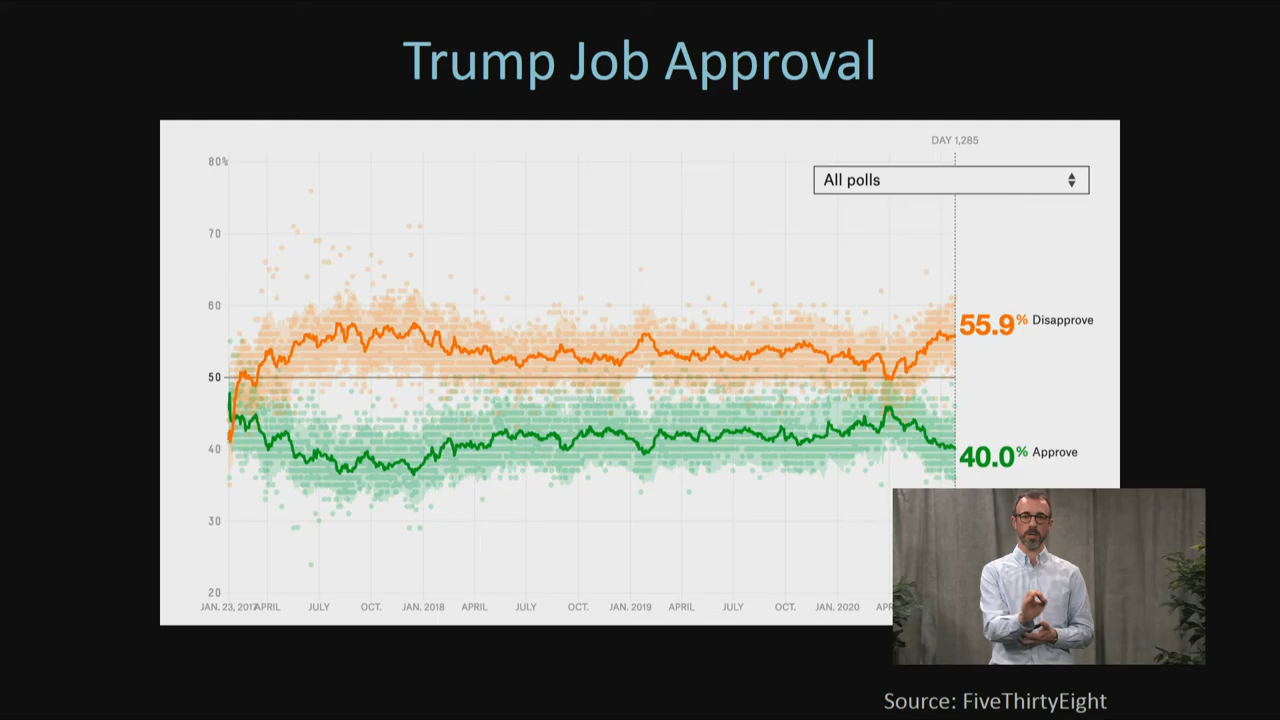 Trump Job Approval
DAY 1,285
80%
All polls
70
60
55.9% Disapprove
50
40
40.0% Approve
30
20
JAN. 23, 2017 APRIL JULY OCT. JAN. 2018 APRIL JULY OCT. JAN. 2019 APRIL JULY OCT. JAN. 2020 APR
Source: FiveThirtyEight